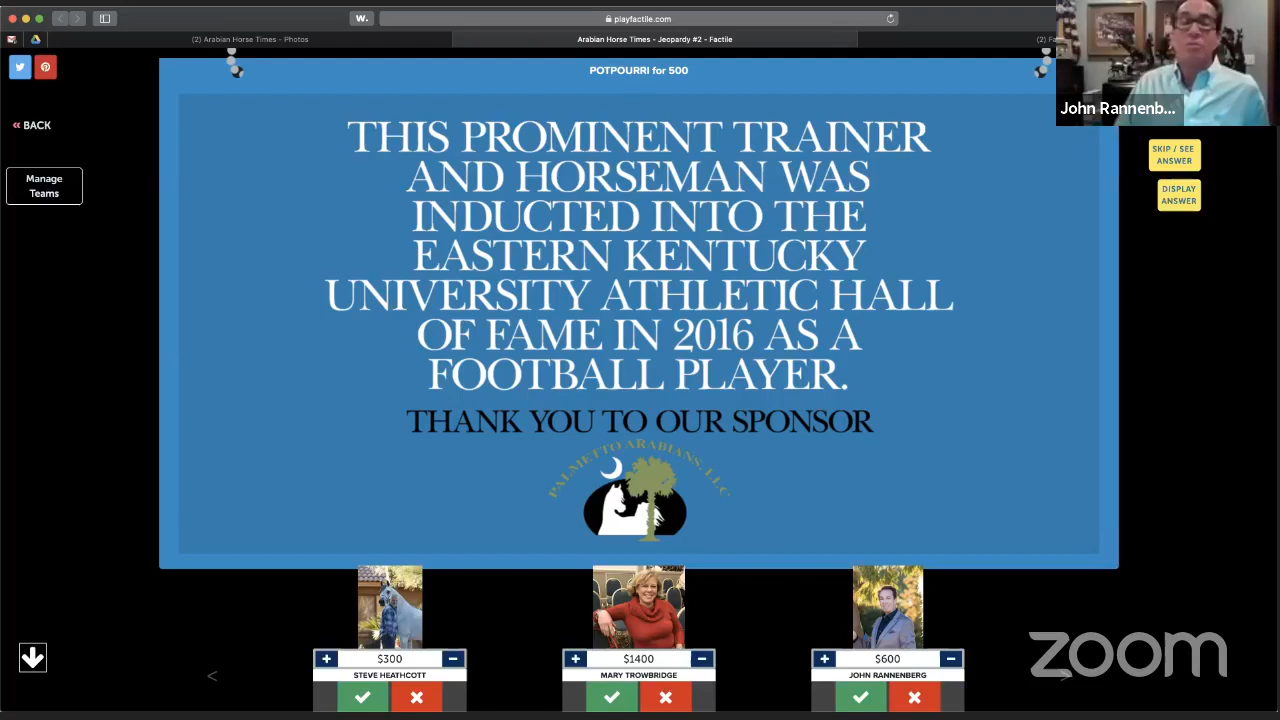 W.
playfactile.com
(2) Arabian Horse Times - Photos
Arabian Horse Times - Jeopardy #2 - Factile
POTPOURRI for 500
« BACK
Manage
Teams
THIS PROMINENT TRAINER
AND HORSEMAN WAS
INDUCTED INTO THE
EASTERN KENTUCKY
UNIVERSITY ATHLETIC HALL
OF FAME IN 2016 AS A
FOOTBALL PLAYER.
THANK YOU TO OUR SPONSOR
PALMETTO ARABIANS, LLC
John Rannenb...
SKIP / SEE
ANSWER
DISPLAY
ANSWER
$300
STEVE HEATHCOTT
$1400
MARY TROWBRIDGE
$600
JOHN RANNENBERG
zoom